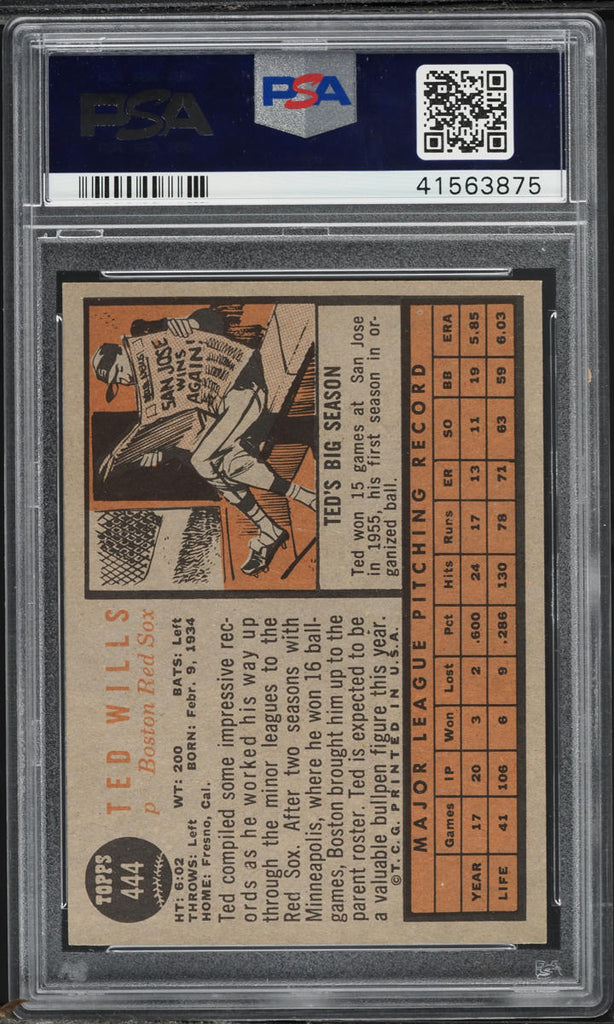 PSA
PSA
41563875
TOPPS
444
TED WILLS
p Boston Red Sox
HT: 6:02 WT: 200 BATS: Left
THROWS: Left BORN: Febr. 9, 1934
HOME: Fresno, Cal.
Ted compiled some impressive rec-
ords as he worked his way up
through the minor leagues to the
Red Sox. After two seasons with
Minneapolis, where he won 16 ball-
games, Boston brought him up to the
parent roster. Ted is expected to be
a valuable bullpen figure this year.
©T. C. G. PRINTED IN U.S.A.
SAN JOSE
WINS
AGAIN!
TED'S BIG SEASON
Ted won 15 games at San Jose
in 1955, his first season in or-
ganized ball.
MAJOR LEAGUE PITCHING RECORD
Games IP Won Lost Pct Hits Runs ER SO BB ERA
YEAR 17 20 3 2 .600 24 17 13 11 19 5.85
LIFE 41 106 6 9 .286 130 78 71 63 59 6.03